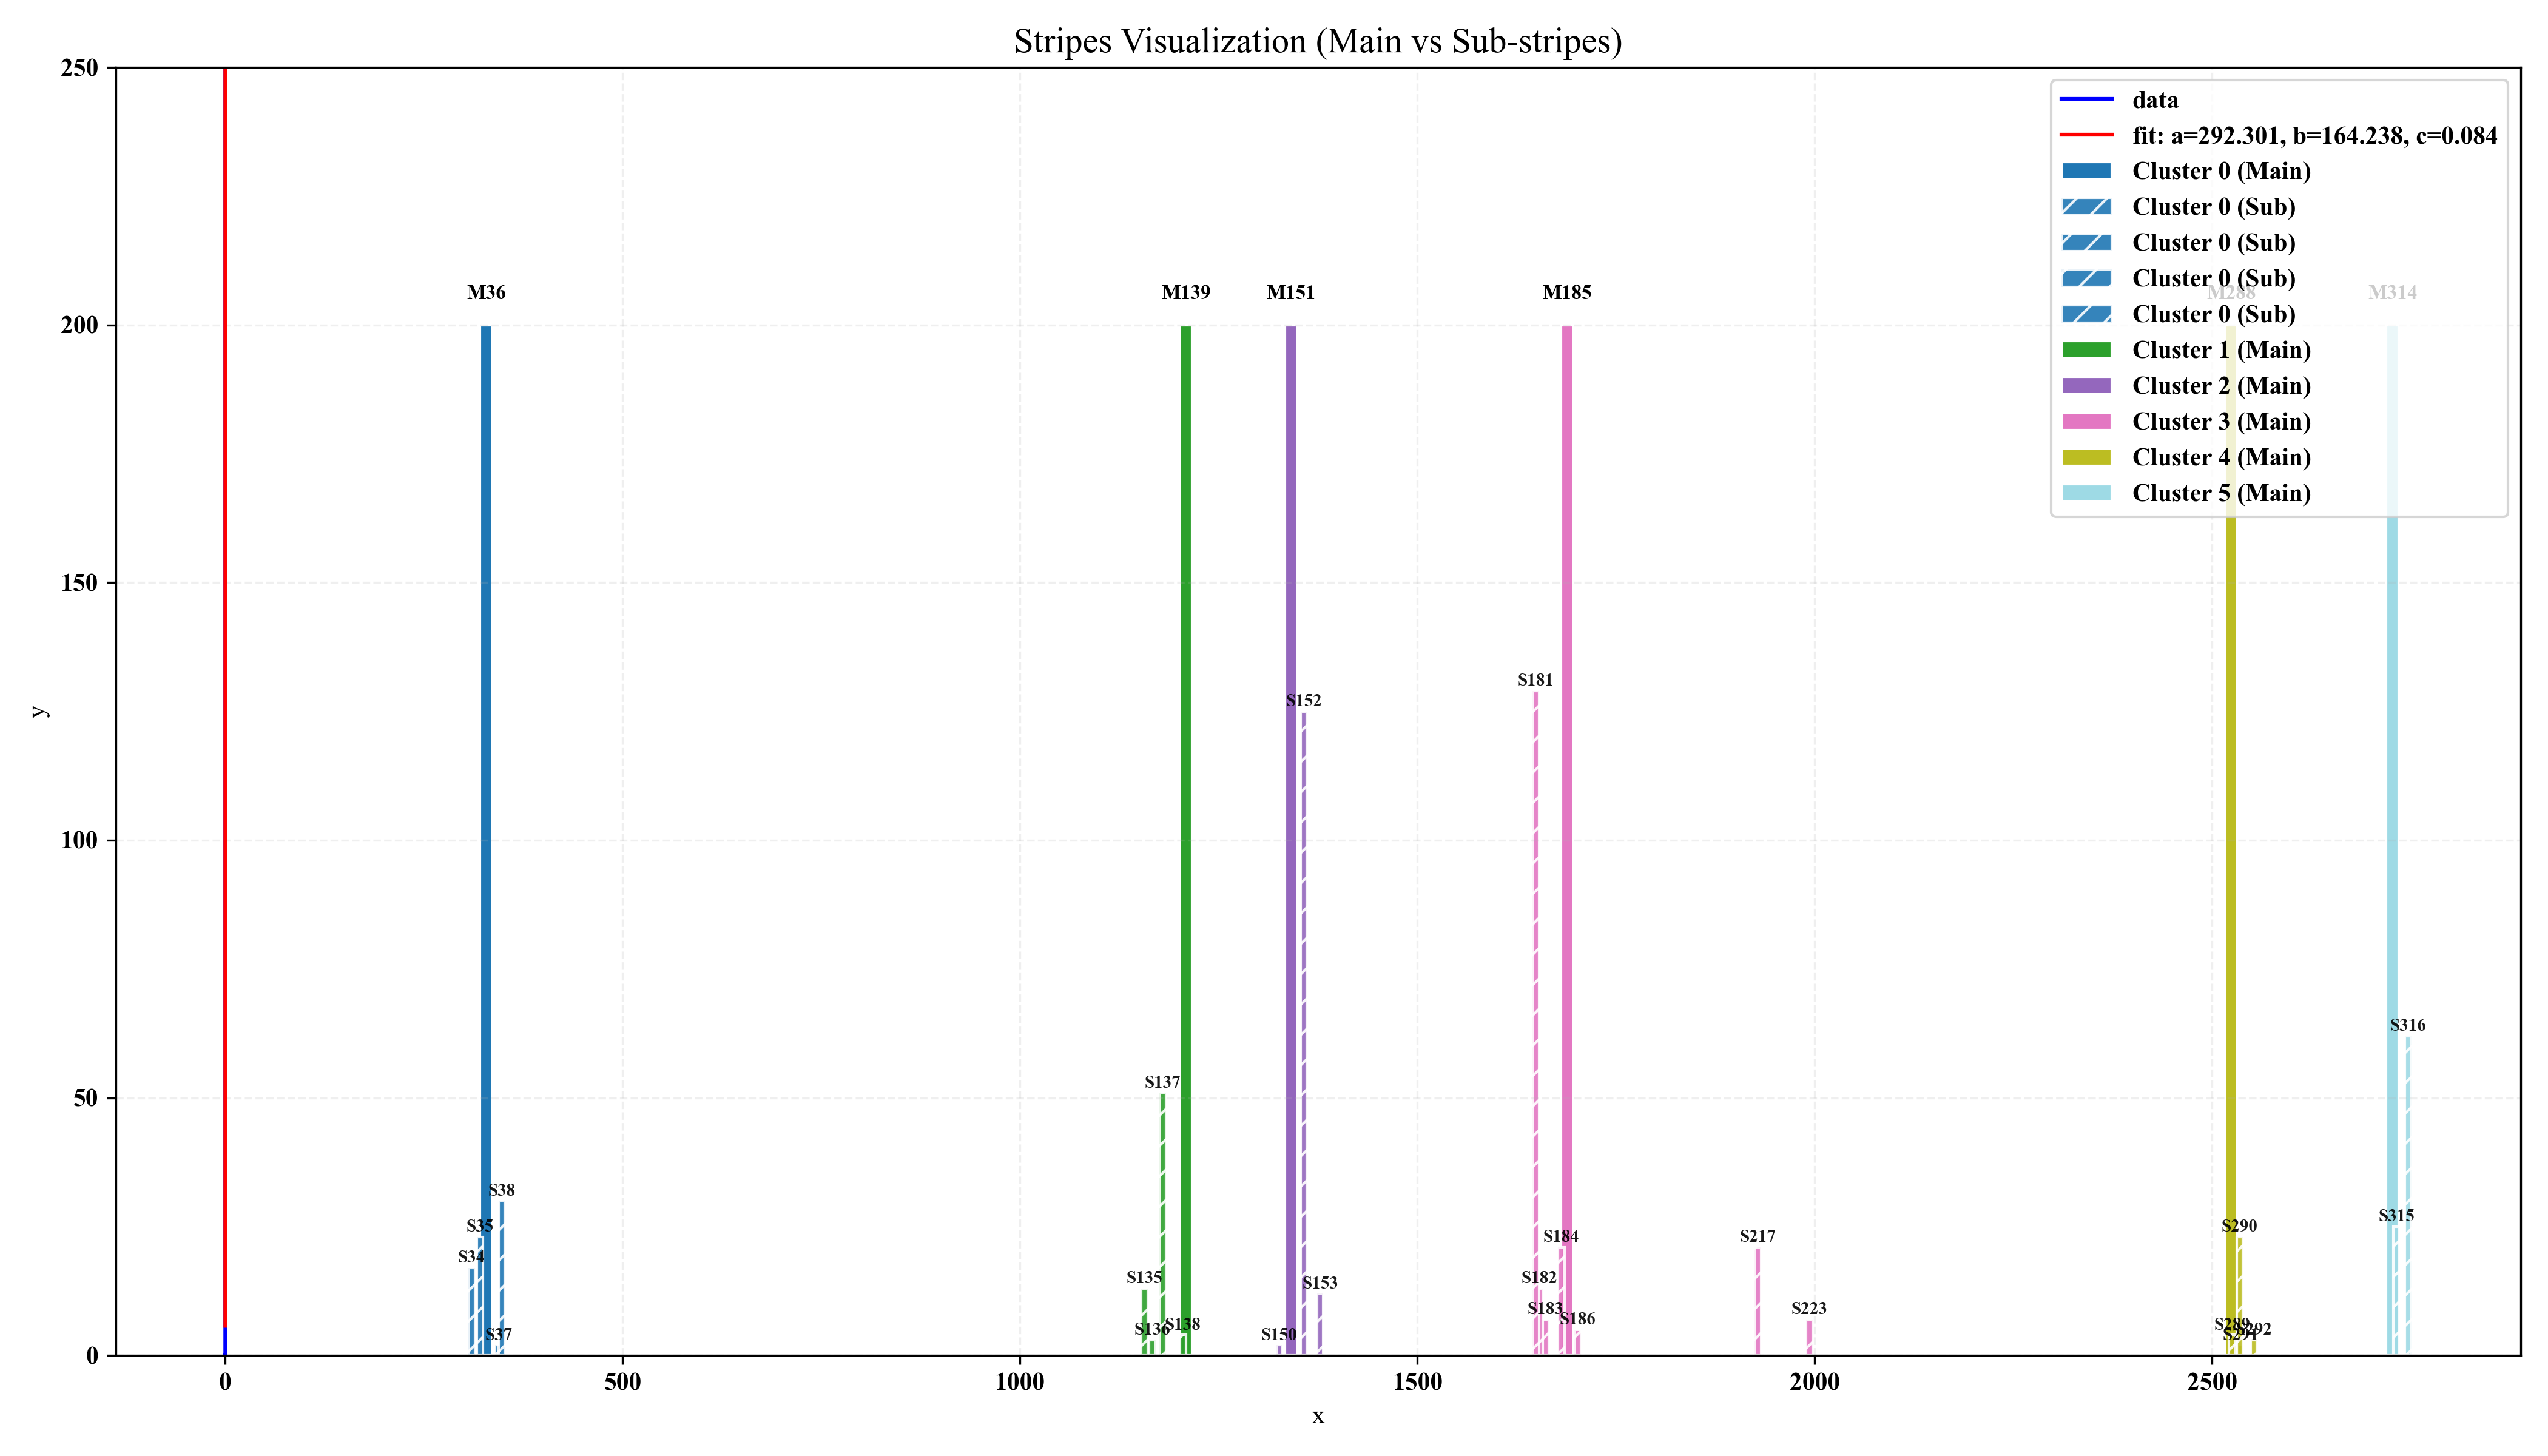 Stripes Visualization (Main vs Sub-stripes)
250
200
150
100
50
0
y
data
fit: a=292.301, b=164.238, c=0.084
Cluster 0 (Main)
Cluster 0 (Sub)
Cluster 0 (Sub)
Cluster 0 (Sub)
Cluster 0 (Sub)
Cluster 1 (Main)
Cluster 2 (Main)
Cluster 3 (Main)
Cluster 4 (Main)
Cluster 5 (Main)
M36
M139
M151
M185
M288
M314
S181
S152
S316
S137
S38
S35
S34
S37
S135
S136
S138
S150
S153
S182
S183
S184
S186
S217
S223
S290
S289
S291
S292
S315
0
500
1000
1500
2000
2500
x